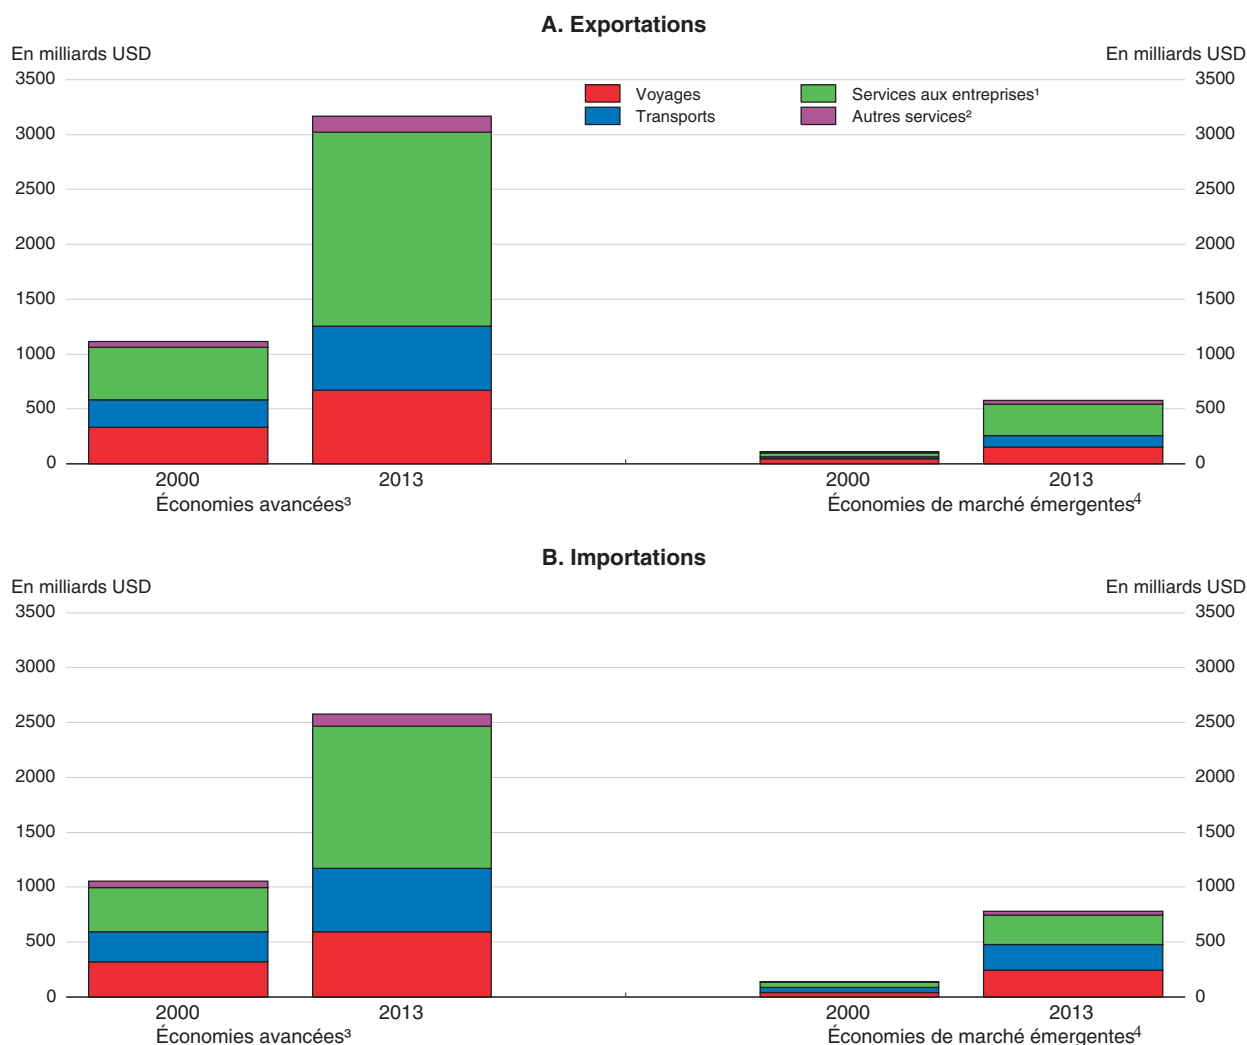 A. Exportations
En milliards USD En milliards USD
3500 3500
Voyages Services aux entreprises¹
Transports Autres services²
3000 3000
2500 2500
2000 2000
1500 1500
1000 1000
500 500
0 0
2000 2013 2000 2013
Économies avancées³ Économies de marché émergentes⁴
B. Importations
En milliards USD En milliards USD
3500 3500
3000 3000
2500 2500
2000 2000
1500 1500
1000 1000
500 500
0 0
2000 2013 2000 2013
Économies avancées³ Économies de marché émergentes⁴